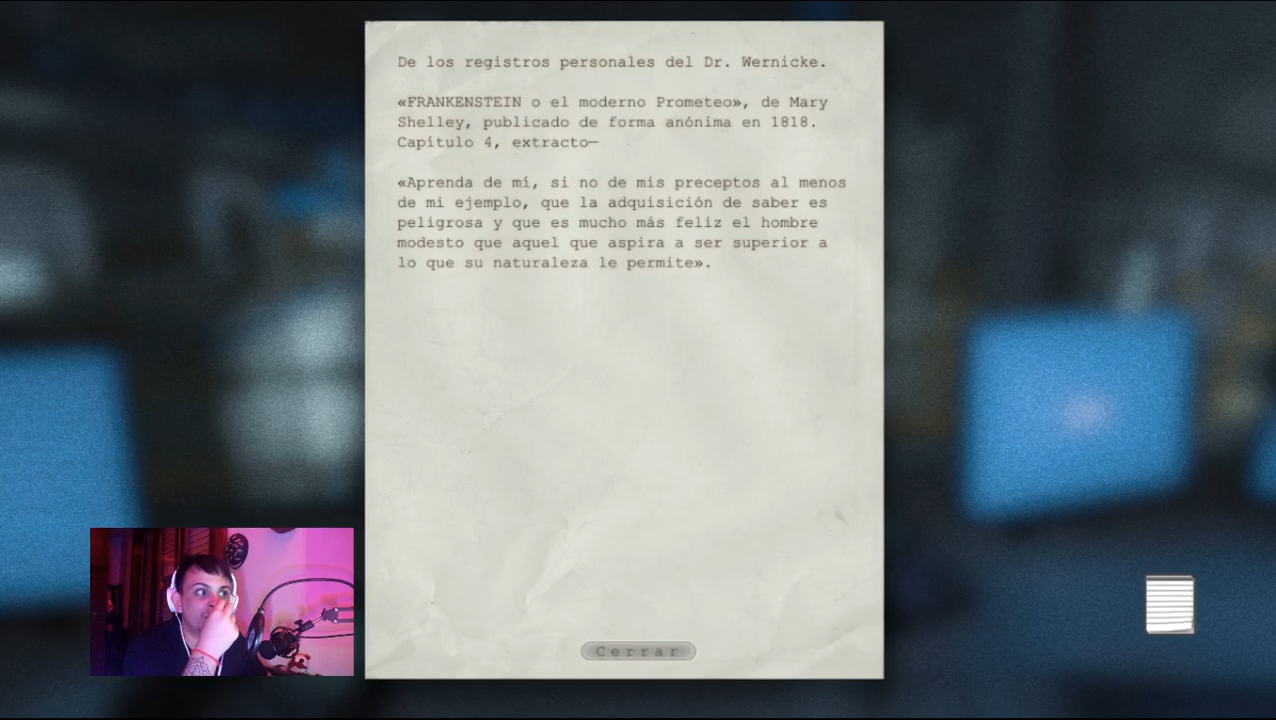 De los registros personales del Dr. Wernicke.
«FRANKENSTEIN o el moderno Prometeo», de Mary
Shelley, publicado de forma anónima en 1818.
Capítulo 4, extracto—
«Aprenda de mí, si no de mis preceptos al menos
de mi ejemplo, que la adquisición de saber es
peligrosa y que es mucho más feliz el hombre
modesto que aquel que aspira a ser superior a
lo que su naturaleza le permite».
Cerrar